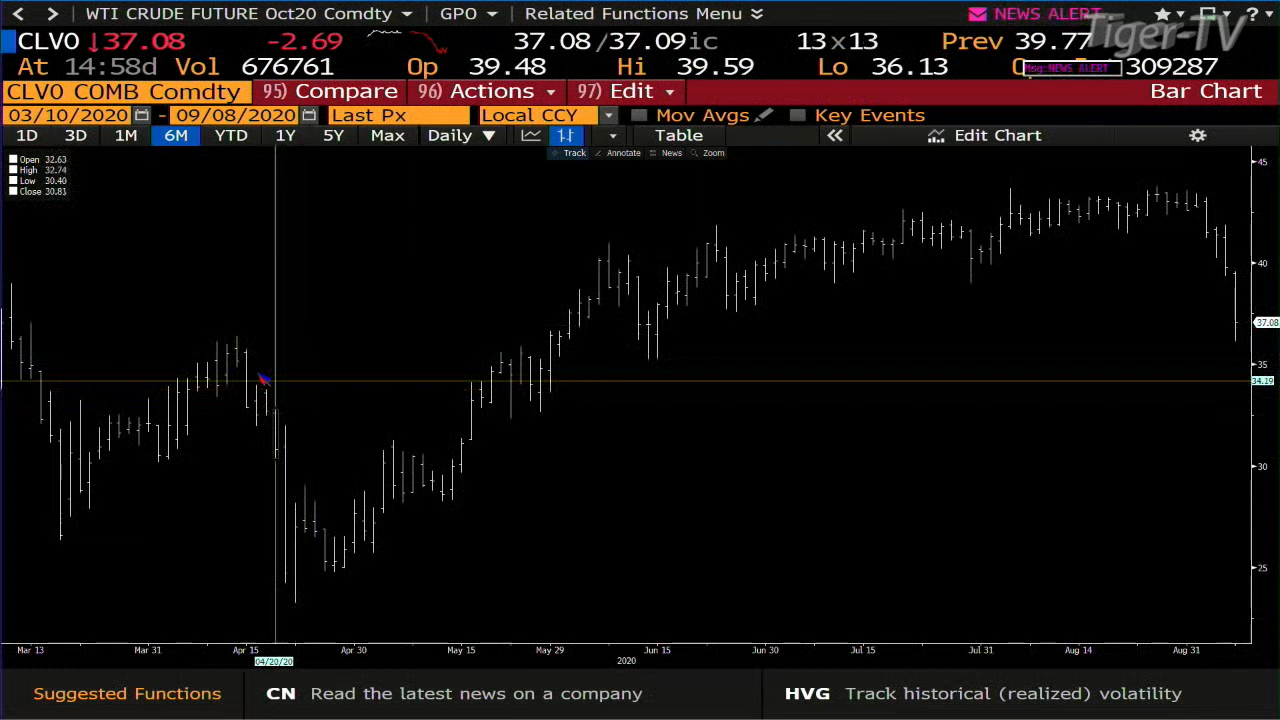 < > WTI CRUDE FUTURE Oct20 Comdty GPO Related Functions Menu NEWS ALERT ?
Tiger-TV
CLV0 ↓37.08 -2.69 37.08/37.09ic 13x13 Prev 39.77
At 14:58d Vol 676761 Op 39.48 Hi 39.59 Lo 36.13 309287
Msg:NEWS ALERT
CLV0 COMB Comdty 95) Compare 96) Actions 97) Edit Bar Chart
03/10/2020 - 09/08/2020 Last Px Local CCY Mov Avgs Key Events
1D 3D 1M 6M YTD 1Y 5Y Max Daily ▼ Table « Edit Chart
Track Annotate News Zoom
Open 32.63
High 32.74
Low 30.40
Close 30.81
45
40
37.08
35
34.19
30
25
Mar 13 Mar 31 Apr 15 Apr 30 May 15 May 29 Jun 15 Jun 30 Jul 15 Jul 31 Aug 14 Aug 31
04/20/20 2020
Suggested Functions CN Read the latest news on a company HVG Track historical (realized) volatility